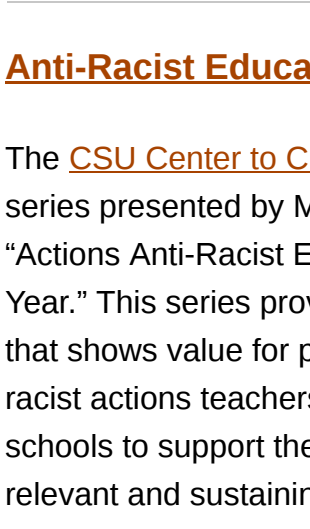 Anti-Racist Educa
The CSU Center to C
series presented by M
“Actions Anti-Racist E
Year.” This series prov
that shows value for p
racist actions teachers
schools to support the
relevant and sustainin